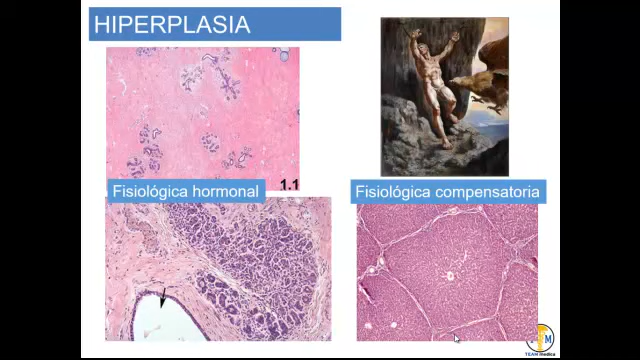 HIPERPLASIA
1.1
Fisiológica hormonal
Fisiológica compensatoria
TEAM medica